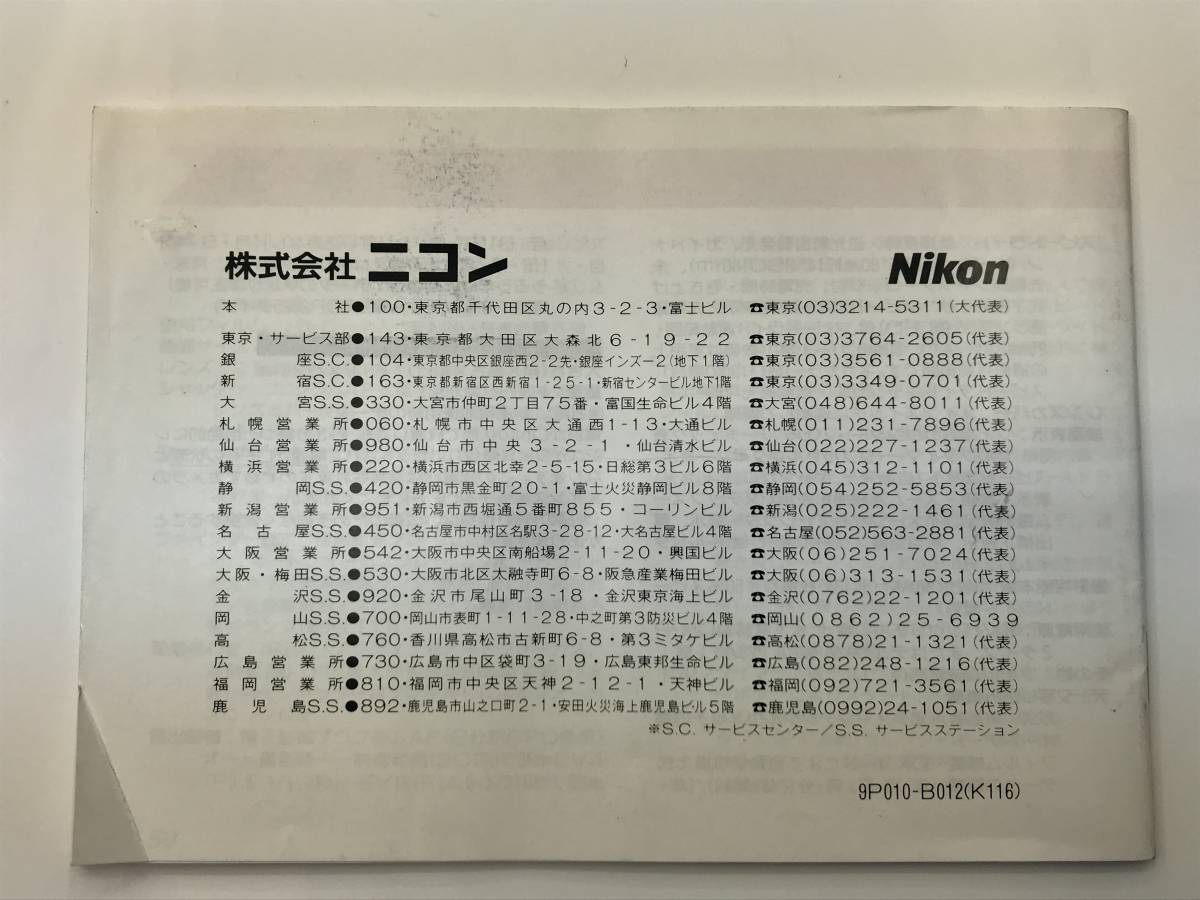 株式会社 ニコン Nikon
本社●100・東京都千代田区丸の内3-2-3・富士ビル ☎東京(03)3214-5311(大代表)
東京・サービス部●143・東京都大田区大森北6-19-22 ☎東京(03)3764-2605(代表)
銀座S.C.●104・東京都中央区銀座西2-2先・銀座インズー2(地下1階) ☎東京(03)3561-0888(代表)
新宿S.C.●163・東京都新宿区西新宿1-25-1・新宿センタービル地下1階 ☎東京(03)3349-0701(代表)
大宮S.S.●330・大宮市仲町2丁目75番・富国生命ビル4階 ☎大宮(048)644-8011(代表)
札幌営業所●060・札幌市中央区大通西1-13・大通ビル ☎札幌(011)231-7896(代表)
仙台営業所●980・仙台市中央3-2-1・仙台清水ビル ☎仙台(022)227-1237(代表)
横浜営業所●220・横浜市西区北幸2-5-15・日総第3ビル6階 ☎横浜(045)312-1101(代表)
静岡S.S.●420・静岡市黒金町20-1・富士火災静岡ビル8階 ☎静岡(054)252-5853(代表)
新潟営業所●951・新潟市西堀通5番町855・コーリンビル ☎新潟(025)222-1461(代表)
名古屋S.S.●450・名古屋市中村区名駅3-28-12・大名古屋ビル4階 ☎名古屋(052)563-2881(代表)
大阪営業所●542・大阪市中央区南船場2-11-20・興国ビル ☎大阪(06)251-7024(代表)
大阪・梅田S.S.●530・大阪市北区太融寺町6-8・阪急産業梅田ビル ☎大阪(06)313-1531(代表)
金沢S.S.●920・金沢市尾山町3-18・金沢東京海上ビル ☎金沢(0762)22-1201(代表)
岡山S.S.●700・岡山市表町1-11-28・中之町第3防災ビル4階 ☎岡山(0862)25-6939
高松S.S.●760・香川県高松市古新町6-8・第3ミタケビル ☎高松(0878)21-1321(代表)
広島営業所●730・広島市中区袋町3-19・広島東邦生命ビル ☎広島(082)248-1216(代表)
福岡営業所●810・福岡市中央区天神2-12-1・天神ビル ☎福岡(092)721-3561(代表)
鹿児島S.S.●892・鹿児島市山之口町2-1・安田火災海上鹿児島ビル5階 ☎鹿児島(0992)24-1051(代表)
※S.C. サービスセンター/S.S. サービスステーション
9P010-B012(K116)